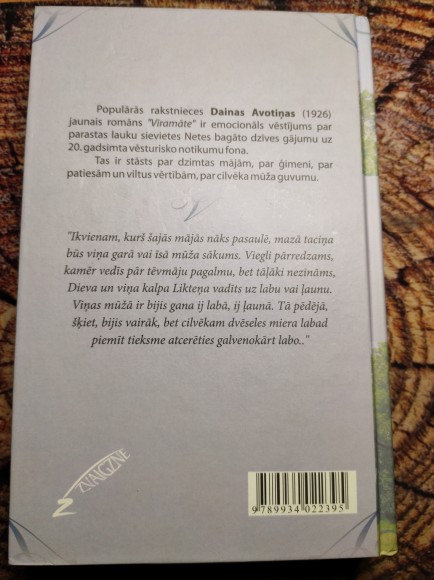 Populārās rakstnieces Dainas Avotiņas (1926)
jaunais romāns "Vīramāte" ir emocionāls vēstījums par
parastas lauku sievietes Netes bagāto dzīves gājumu uz
20. gadsimta vēsturisko notikumu fona.
Tas ir stāsts par dzimtas mājām, par ģimeni, par
patiesām un viltus vērtībām, par cilvēka mūža guvumu.
"Ikvienam, kurš šajās mājās nāks pasaulē, mazā taciņa
būs viņa garā vai īsā mūža sākums. Viegli pārredzams,
kamēr vedīs pār tēvmāju pagalmu, bet tāļāki nezināms,
Dieva un viņa kalpa Likteņa vadīts uz labu vai ļaunu.
Viņas mūžā ir bijis gana ij labā, ij ļaunā. Tā pēdējā,
šķiet, bijis vairāk, bet cilvēkam dvēseles miera labad
piemīt tieksme atcerēties galvenokārt labo.."
ZVAIGZNE
9 789934 022395